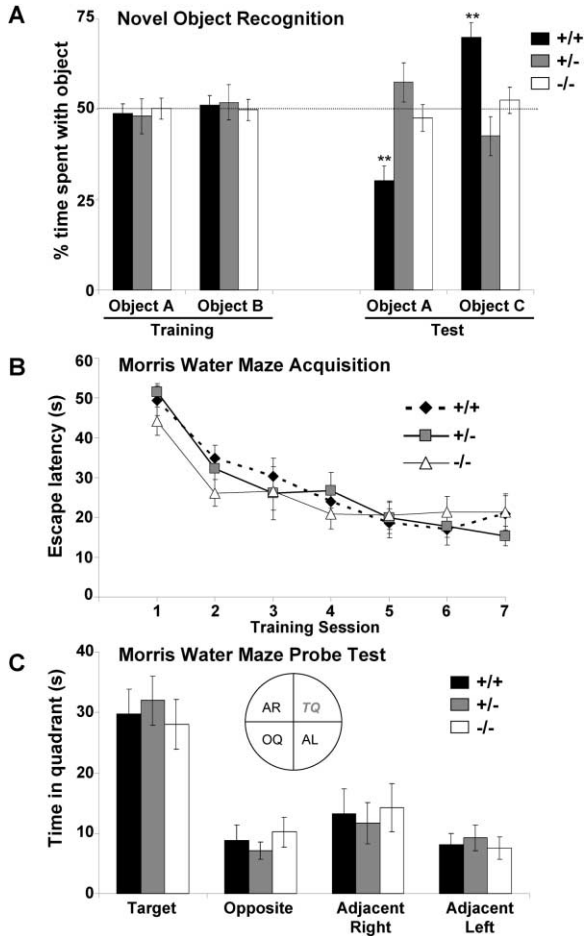 A
Novel Object Recognition
% time spent with object
75
50
25
0
**
**
+/+
+/-
-/-
Object A
Object B
Object A
Object C
Training
Test
B
Morris Water Maze Acquisition
Escape latency (s)
60
50
40
30
20
10
0
+/+
+/-
-/-
1
2
3
4
5
6
7
Training Session
C
Morris Water Maze Probe Test
Time in quadrant (s)
40
30
20
10
0
AR
TQ
OQ
AL
+/+
+/-
-/-
Target
Opposite
Adjacent
Right
Adjacent
Left